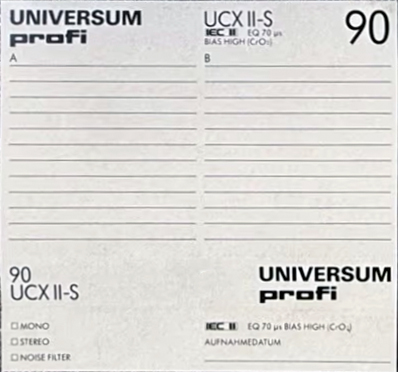 UNIVERSUM
profi
UCX II-S
IEC II EQ 70 µs
BIAS HIGH (CrO₂)
90
A
B
90
UCX II-S
UNIVERSUM
profi
☐ MONO
☐ STEREO
☐ NOISE FILTER
IEC II EQ 70 µs BIAS HIGH (CrO₂)
AUFNAHMEDATUM